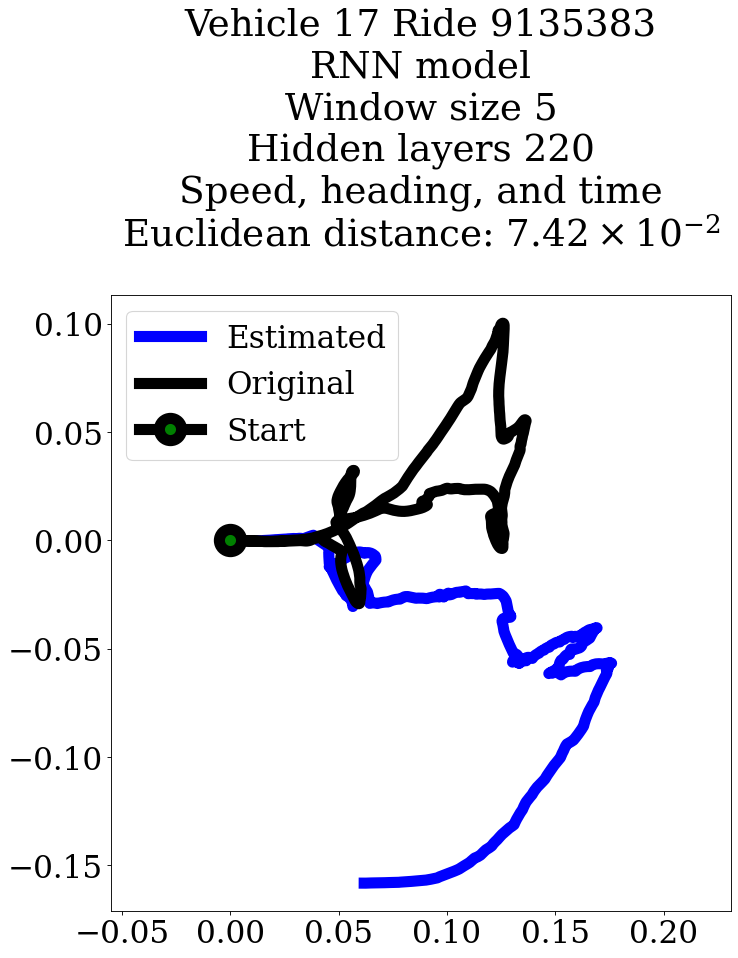 Vehicle 17 Ride 9135383
RNN model
Window size 5
Hidden layers 220
Speed, heading, and time
Euclidean distance: 7.42 × 10⁻²
Estimated
Original
Start
0.10
0.05
0.00
−0.05
−0.10
−0.15
−0.05 0.00 0.05 0.10 0.15 0.20